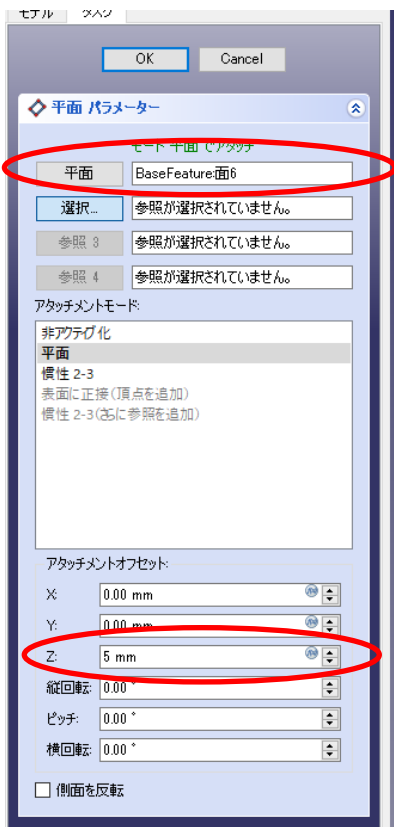 モデル タスク
OK Cancel
平面 パラメーター
モード 平面 でアタッチ
平面 BaseFeature:面6
選択... 参照が選択されていません。
参照 3 参照が選択されていません。
参照 4 参照が選択されていません。
アタッチメントモード:
非アクティブ化
平面
慣性 2-3
表面に正接(頂点を追加)
慣性 2-3(さらに参照を追加)
アタッチメントオフセット:
X: 0.00 mm
Y: 0.00 mm
Z: 5 mm
縦回転: 0.00 °
ピッチ: 0.00 °
横回転: 0.00 °
側面を反転